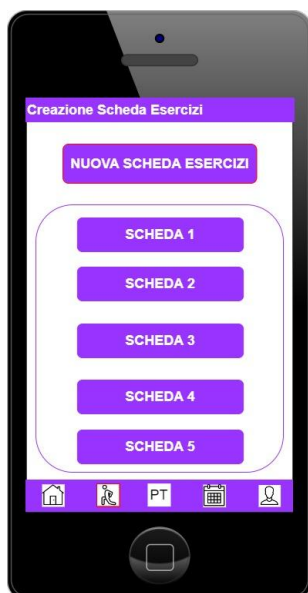 Creazione Scheda Esercizi
NUOVA SCHEDA ESERCIZI
SCHEDA 1
SCHEDA 2
SCHEDA 3
SCHEDA 4
SCHEDA 5
PT